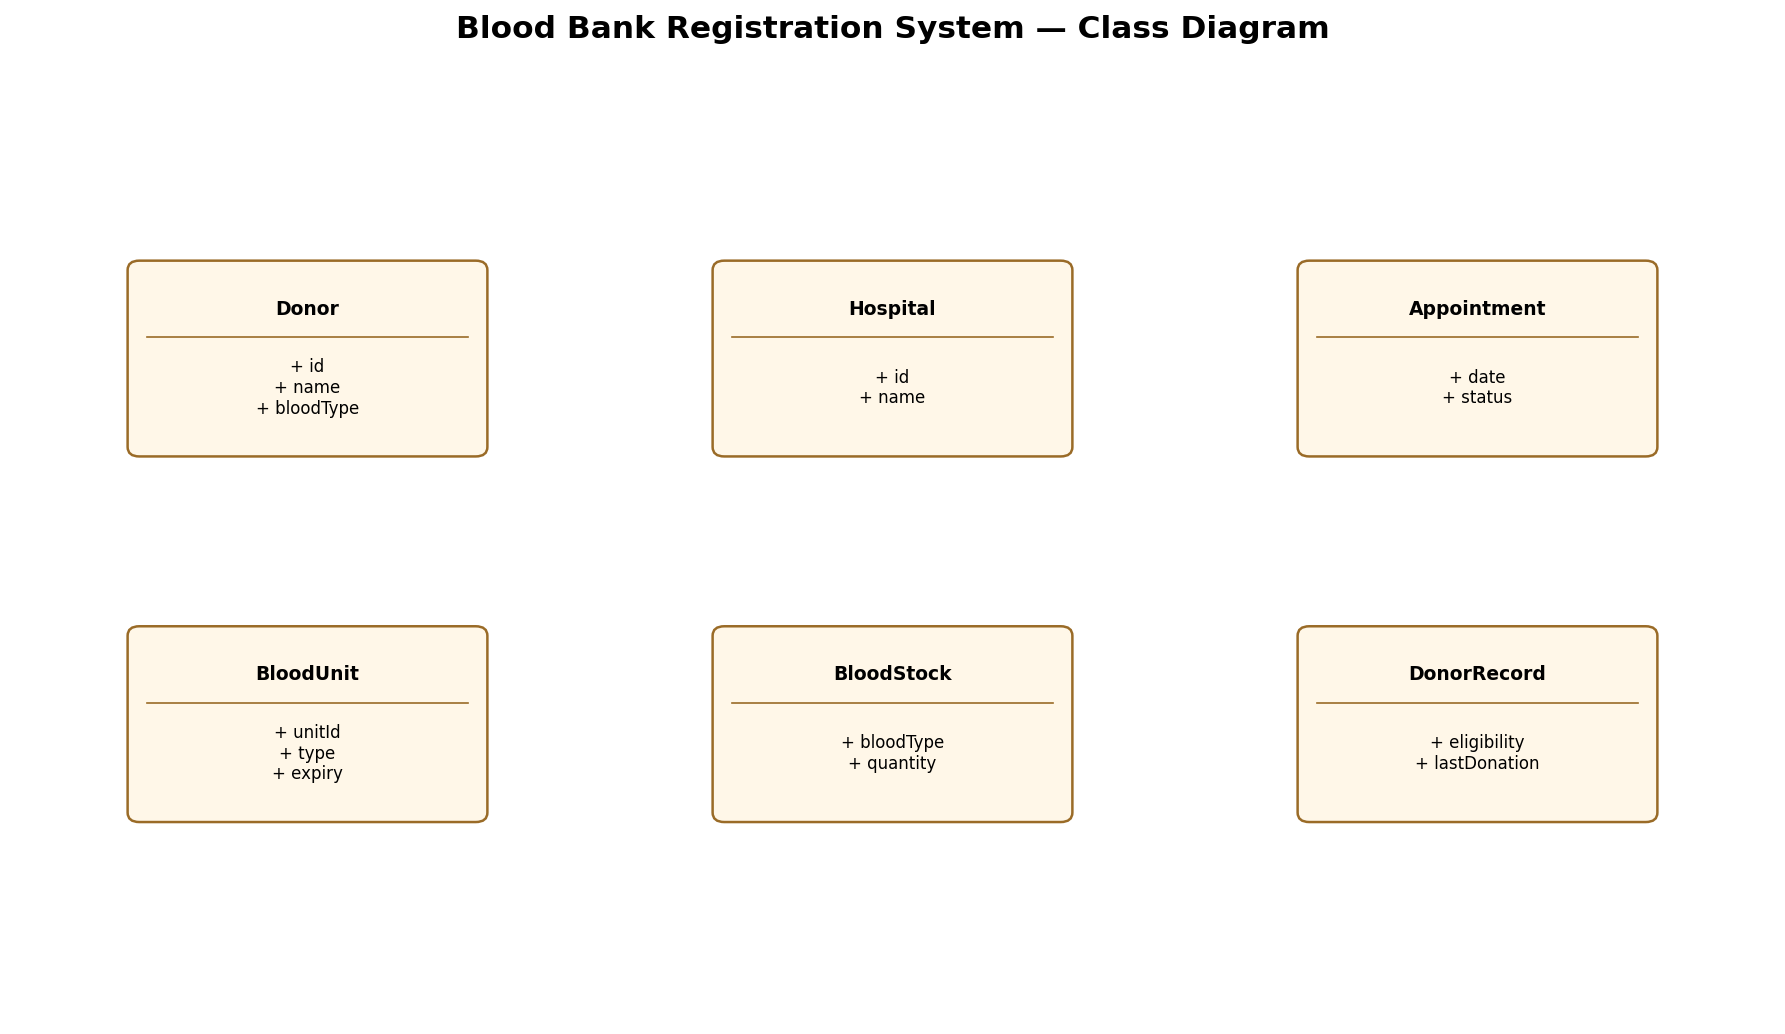 Blood Bank Registration System — Class Diagram
Donor
+ id
+ name
+ bloodType
Hospital
+ id
+ name
Appointment
+ date
+ status
BloodUnit
+ unitId
+ type
+ expiry
BloodStock
+ bloodType
+ quantity
DonorRecord
+ eligibility
+ lastDonation